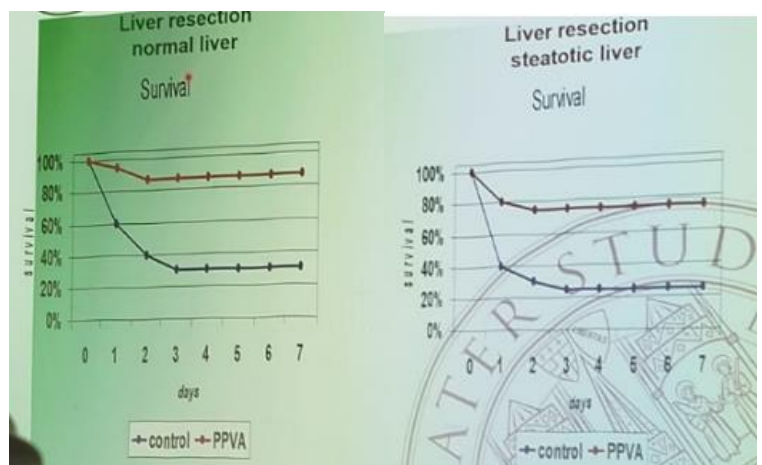 Liver resection
normal liver
Survival
100%
80%
60%
40%
20%
0%
survival
0 1 2 3 4 5 6 7
days
control PPVA
Liver resection
steatotic liver
Survival
100%
80%
60%
40%
20%
0%
survival
0 1 2 3 4 5 6 7
days
control PPVA
ATER STUD